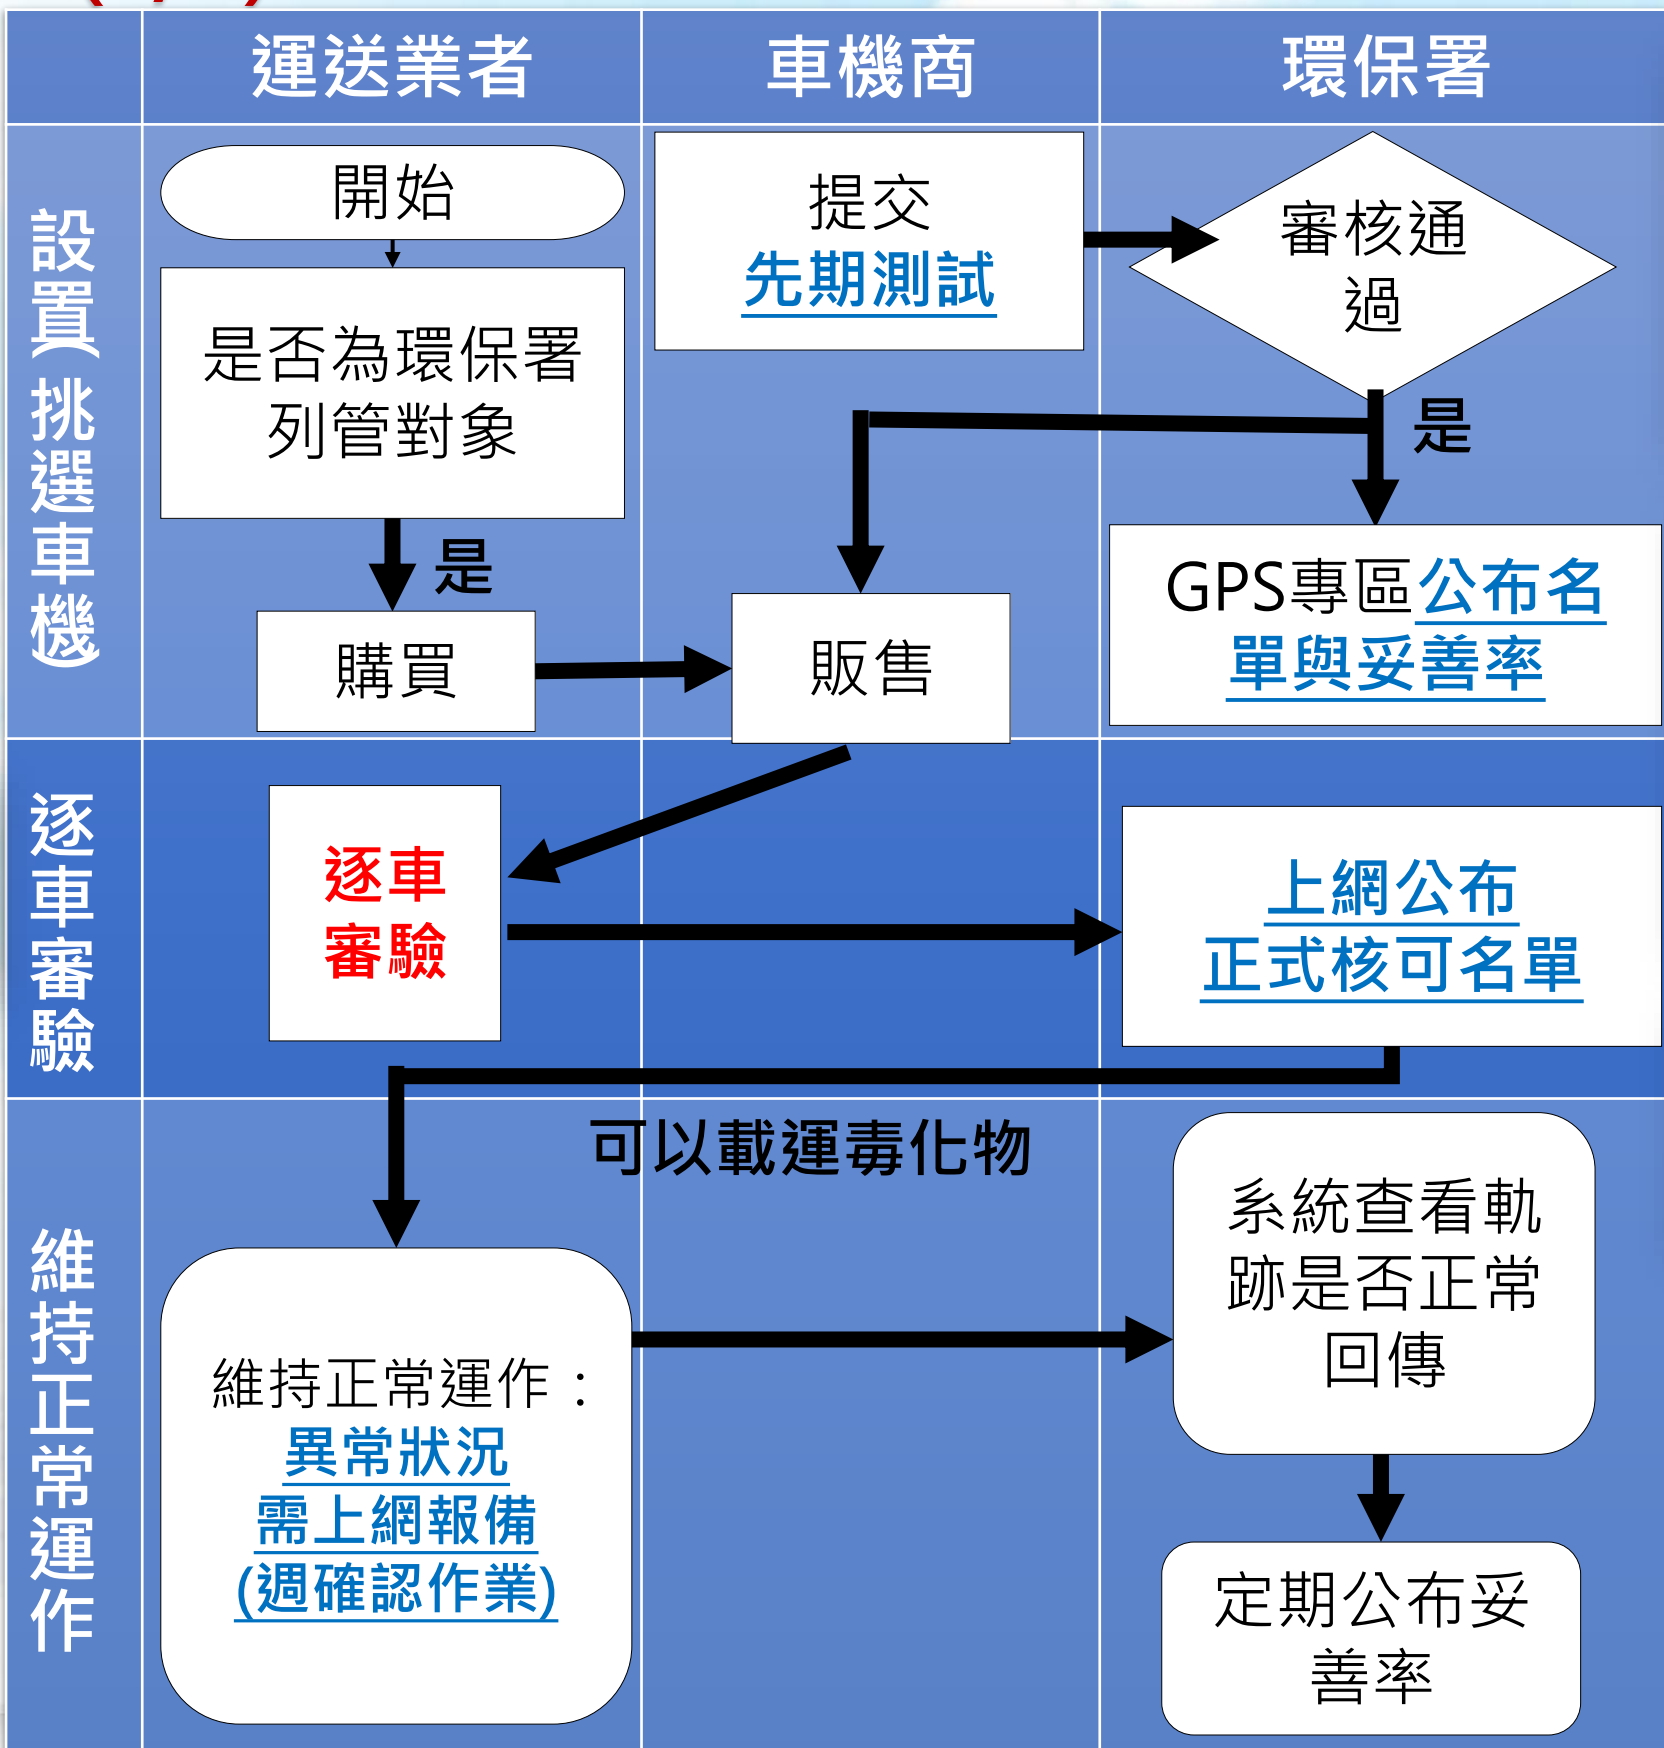 運送業者
車機商
環保署
設置(挑選車機)
開始
是否為環保署
列管對象
是
購買
提交
先期測試
販售
審核通
過
是
GPS專區公布名
單與妥善率
逐車審驗
逐車
審驗
上網公布
正式核可名單
維持正常運作
可以載運毒化物
維持正常運作：
異常狀況
需上網報備
(週確認作業)
系統查看軌
跡是否正常
回傳
定期公布妥
善率